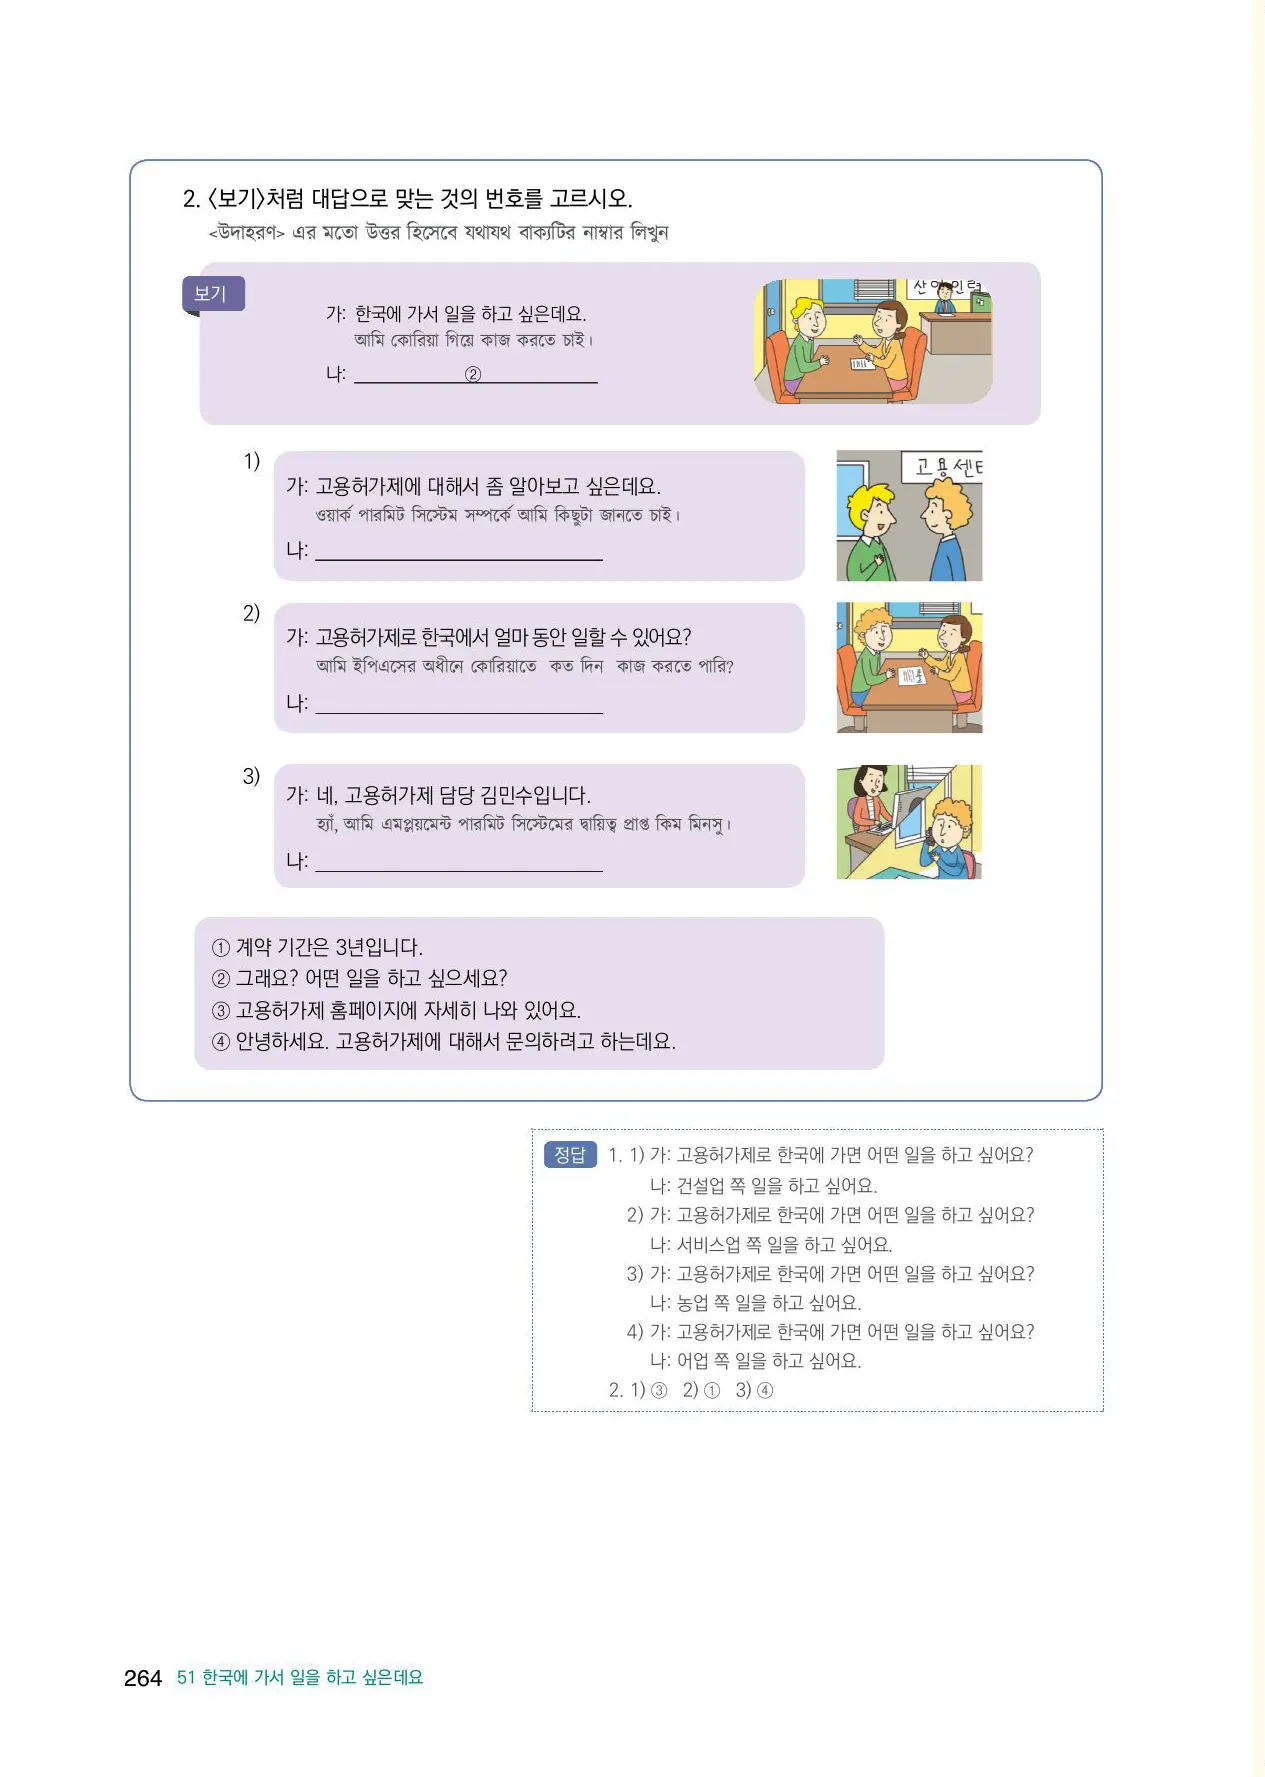 2. 〈보기〉처럼 대답으로 맞는 것의 번호를 고르시오.
<উদাহরণ> এর মতো উত্তর হিসেবে যথাযথ বাক্যটির নাম্বার লিখুন
보기
가: 한국에 가서 일을 하고 싶은데요.
আমি কোরিয়া গিয়ে কাজ করতে চাই।
나: ②
산업인력
1)
가: 고용허가제에 대해서 좀 알아보고 싶은데요.
ওয়ার্ক পারমিট সিস্টেম সম্পর্কে আমি কিছুটা জানতে চাই।
나:
고용센터
2)
가: 고용허가제로 한국에서 얼마 동안 일할 수 있어요?
আমি ইপিএসের অধীনে কোরিয়াতে কত দিন কাজ করতে পারি?
나:
3)
가: 네, 고용허가제 담당 김민수입니다.
হ্যাঁ, আমি এমপ্লয়মেন্ট পারমিট সিস্টেমের দ্বায়িত্ব প্রাপ্ত কিম মিনসু।
나:
① 계약 기간은 3년입니다.
② 그래요? 어떤 일을 하고 싶으세요?
③ 고용허가제 홈페이지에 자세히 나와 있어요.
④ 안녕하세요. 고용허가제에 대해서 문의하려고 하는데요.
정답 1. 1) 가: 고용허가제로 한국에 가면 어떤 일을 하고 싶어요?
나: 건설업 쪽 일을 하고 싶어요.
2) 가: 고용허가제로 한국에 가면 어떤 일을 하고 싶어요?
나: 서비스업 쪽 일을 하고 싶어요.
3) 가: 고용허가제로 한국에 가면 어떤 일을 하고 싶어요?
나: 농업 쪽 일을 하고 싶어요.
4) 가: 고용허가제로 한국에 가면 어떤 일을 하고 싶어요?
나: 어업 쪽 일을 하고 싶어요.
2. 1) ③ 2) ① 3) ④
264 51 한국에 가서 일을 하고 싶은데요